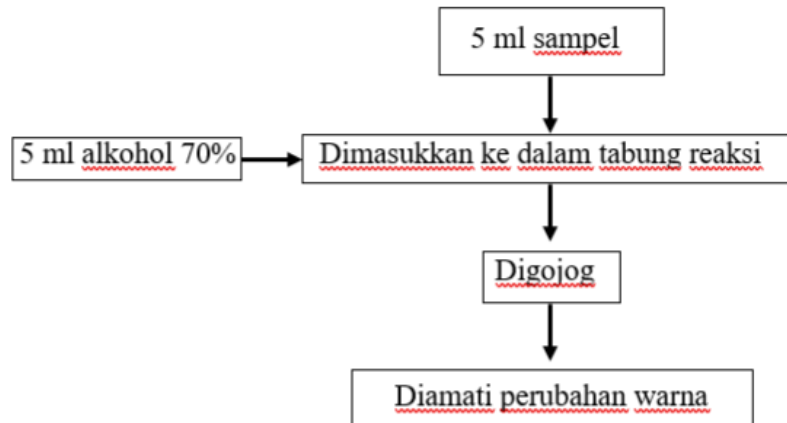 5 ml sampel
5 ml alkohol 70%
Dimasukkan ke dalam tabung reaksi
Digojog
Diamati perubahan warna